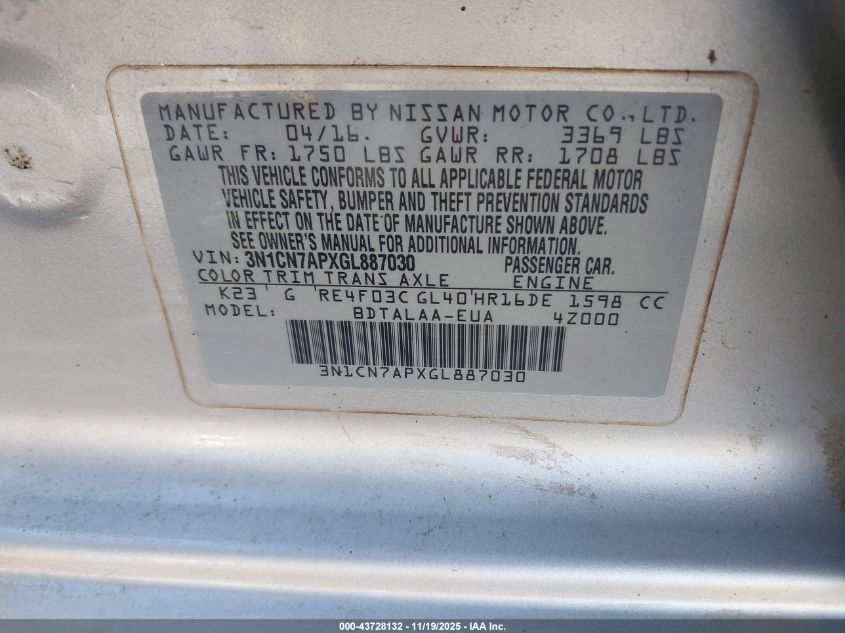 MANUFACTURED BY NISSAN MOTOR CO., LTD.
DATE: 04/16. GVWR: 3369 LBS
GAWR FR: 1750 LBS GAWR RR: 1708 LBS
THIS VEHICLE CONFORMS TO ALL APPLICABLE FEDERAL MOTOR
VEHICLE SAFETY, BUMPER AND THEFT PREVENTION STANDARDS
IN EFFECT ON THE DATE OF MANUFACTURE SHOWN ABOVE.
SEE OWNER'S MANUAL FOR ADDITIONAL INFORMATION.
VIN: 3N1CN7APXGL887030 PASSENGER CAR.
COLOR TRIM TRANS AXLE ENGINE
K23 G RE4F03C GL40 HR16DE 1598 CC
MODEL: BDTALAA-EUA 4Z000
3N1CN7APXGL887030
000-43728132 - 11/19/2025 - IAA Inc.